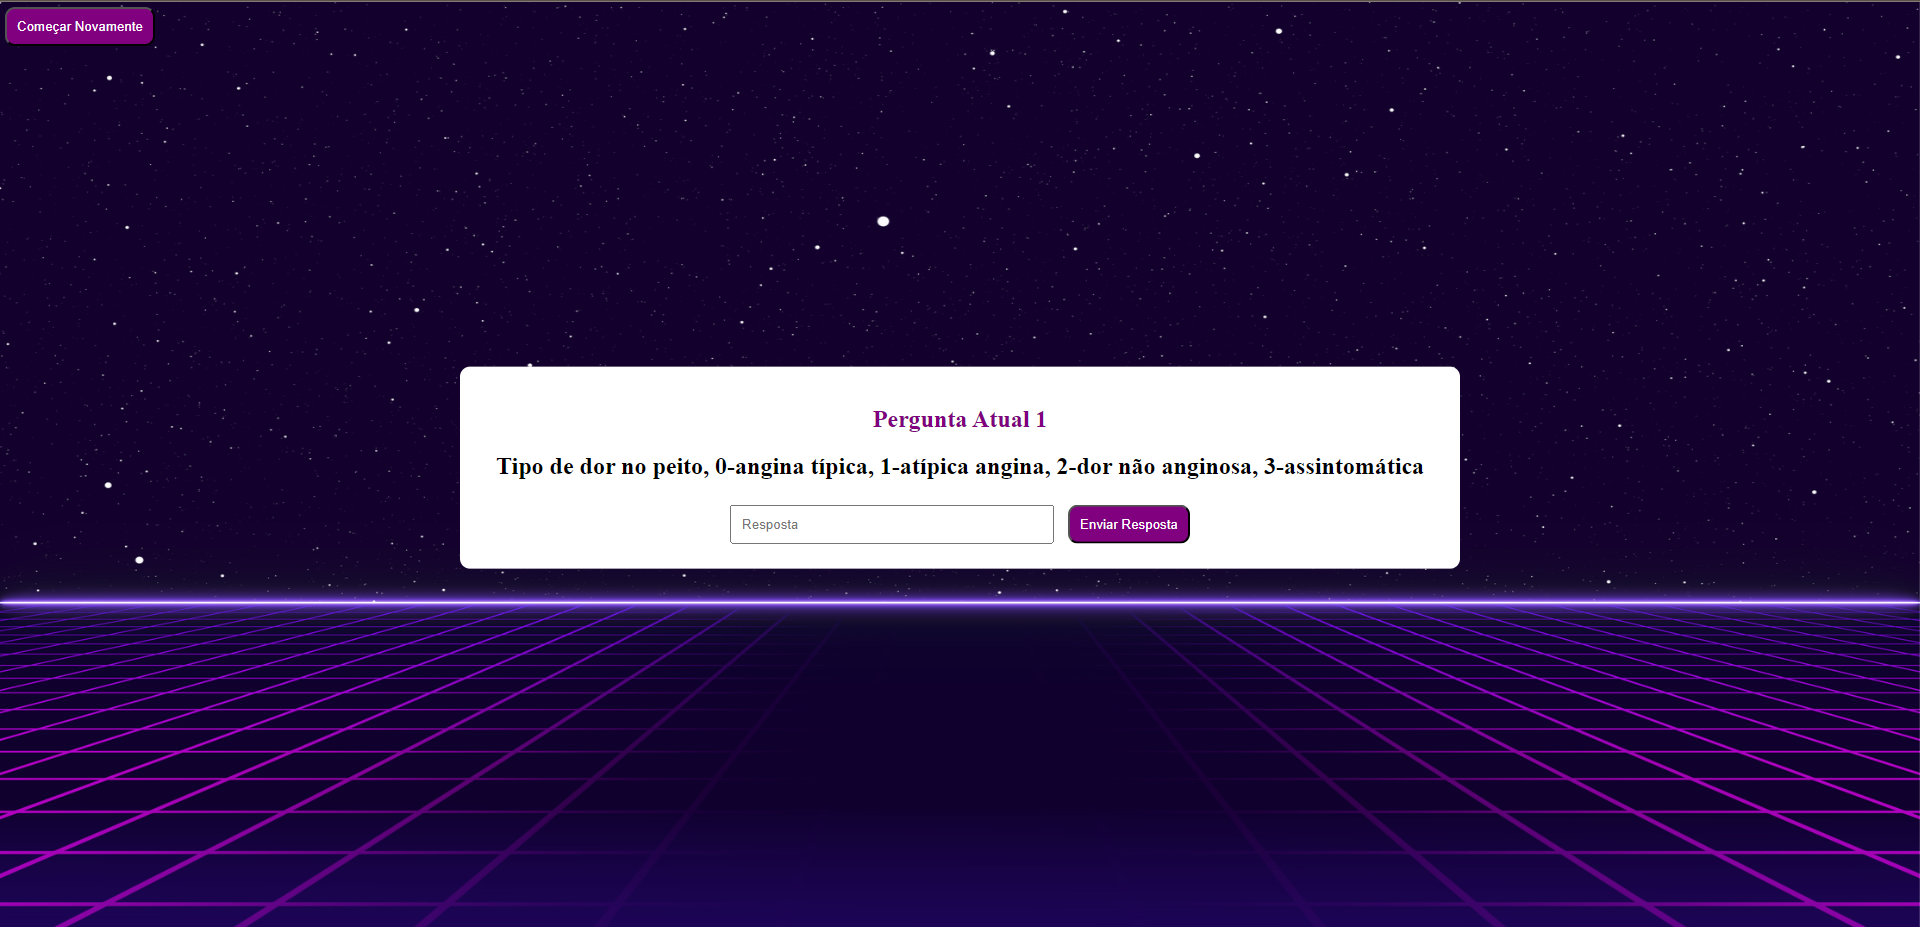 Começar Novamente
Pergunta Atual 1
Tipo de dor no peito, 0-angina típica, 1-atípica angina, 2-dor não anginosa, 3-assintomática
Resposta
Enviar Resposta